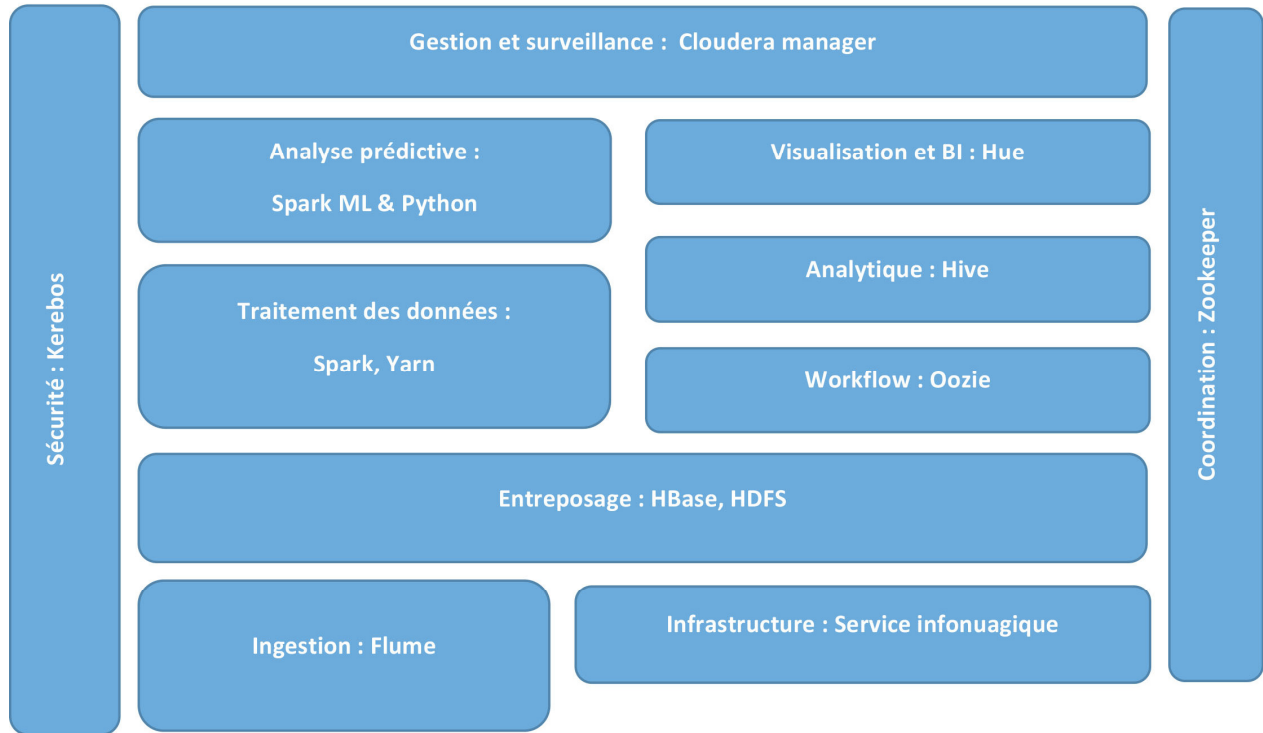 Gestion et surveillance : Cloudera manager
Analyse prédictive :
Spark ML & Python
Visualisation et BI : Hue
Analytique : Hive
Traitement des données :
Spark, Yarn
Workflow : Oozie
Entreposage : HBase, HDFS
Ingestion : Flume
Infrastructure : Service infonuagique
Sécurité : Kerebos
Coordination : Zookeeper